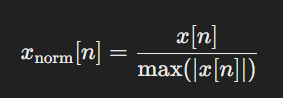 x_norm[n] = x[n] / max(|x[n]|)